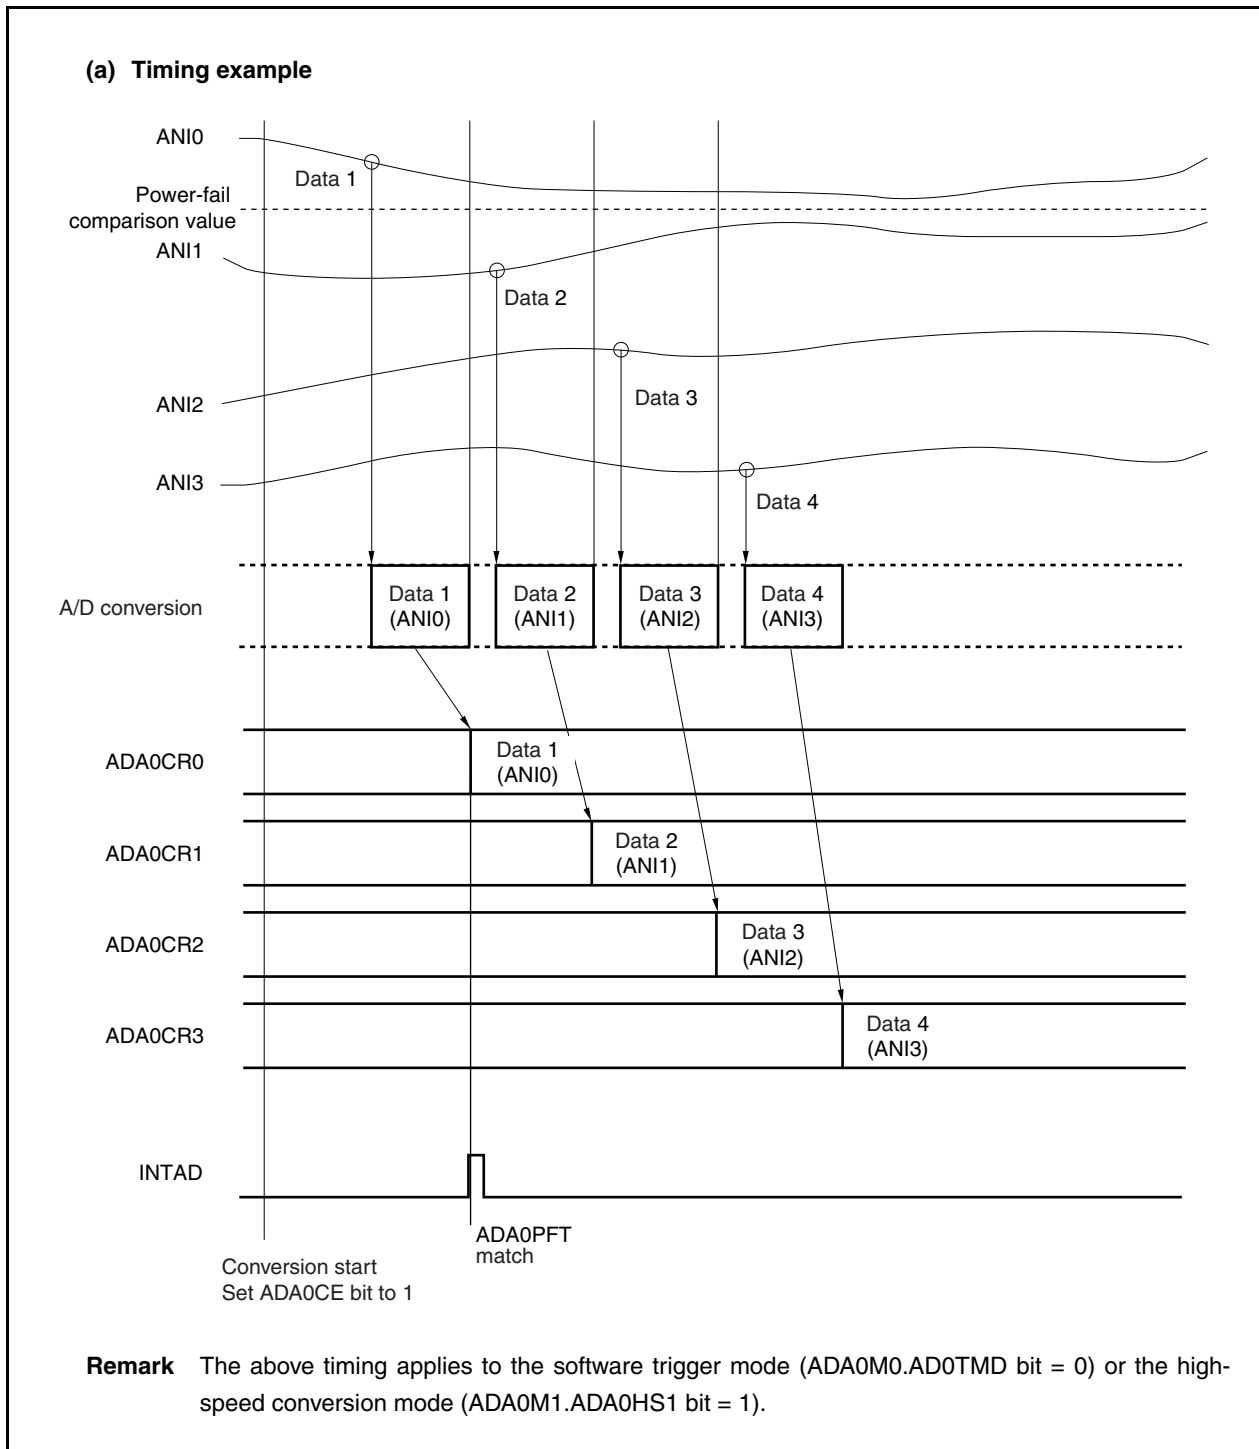 (a) Timing example
ANI0
Data 1
Power-fail
comparison value
ANI1
Data 2
ANI2
Data 3
ANI3
Data 4
A/D conversion
Data 1
(ANI0)
Data 2
(ANI1)
Data 3
(ANI2)
Data 4
(ANI3)
ADA0CR0
Data 1
(ANI0)
ADA0CR1
Data 2
(ANI1)
ADA0CR2
Data 3
(ANI2)
ADA0CR3
Data 4
(ANI3)
INTAD
ADA0PFT
match
Conversion start
Set ADA0CE bit to 1
Remark The above timing applies to the software trigger mode (ADA0M0.AD0TMD bit = 0) or the high-
speed conversion mode (ADA0M1.ADA0HS1 bit = 1).